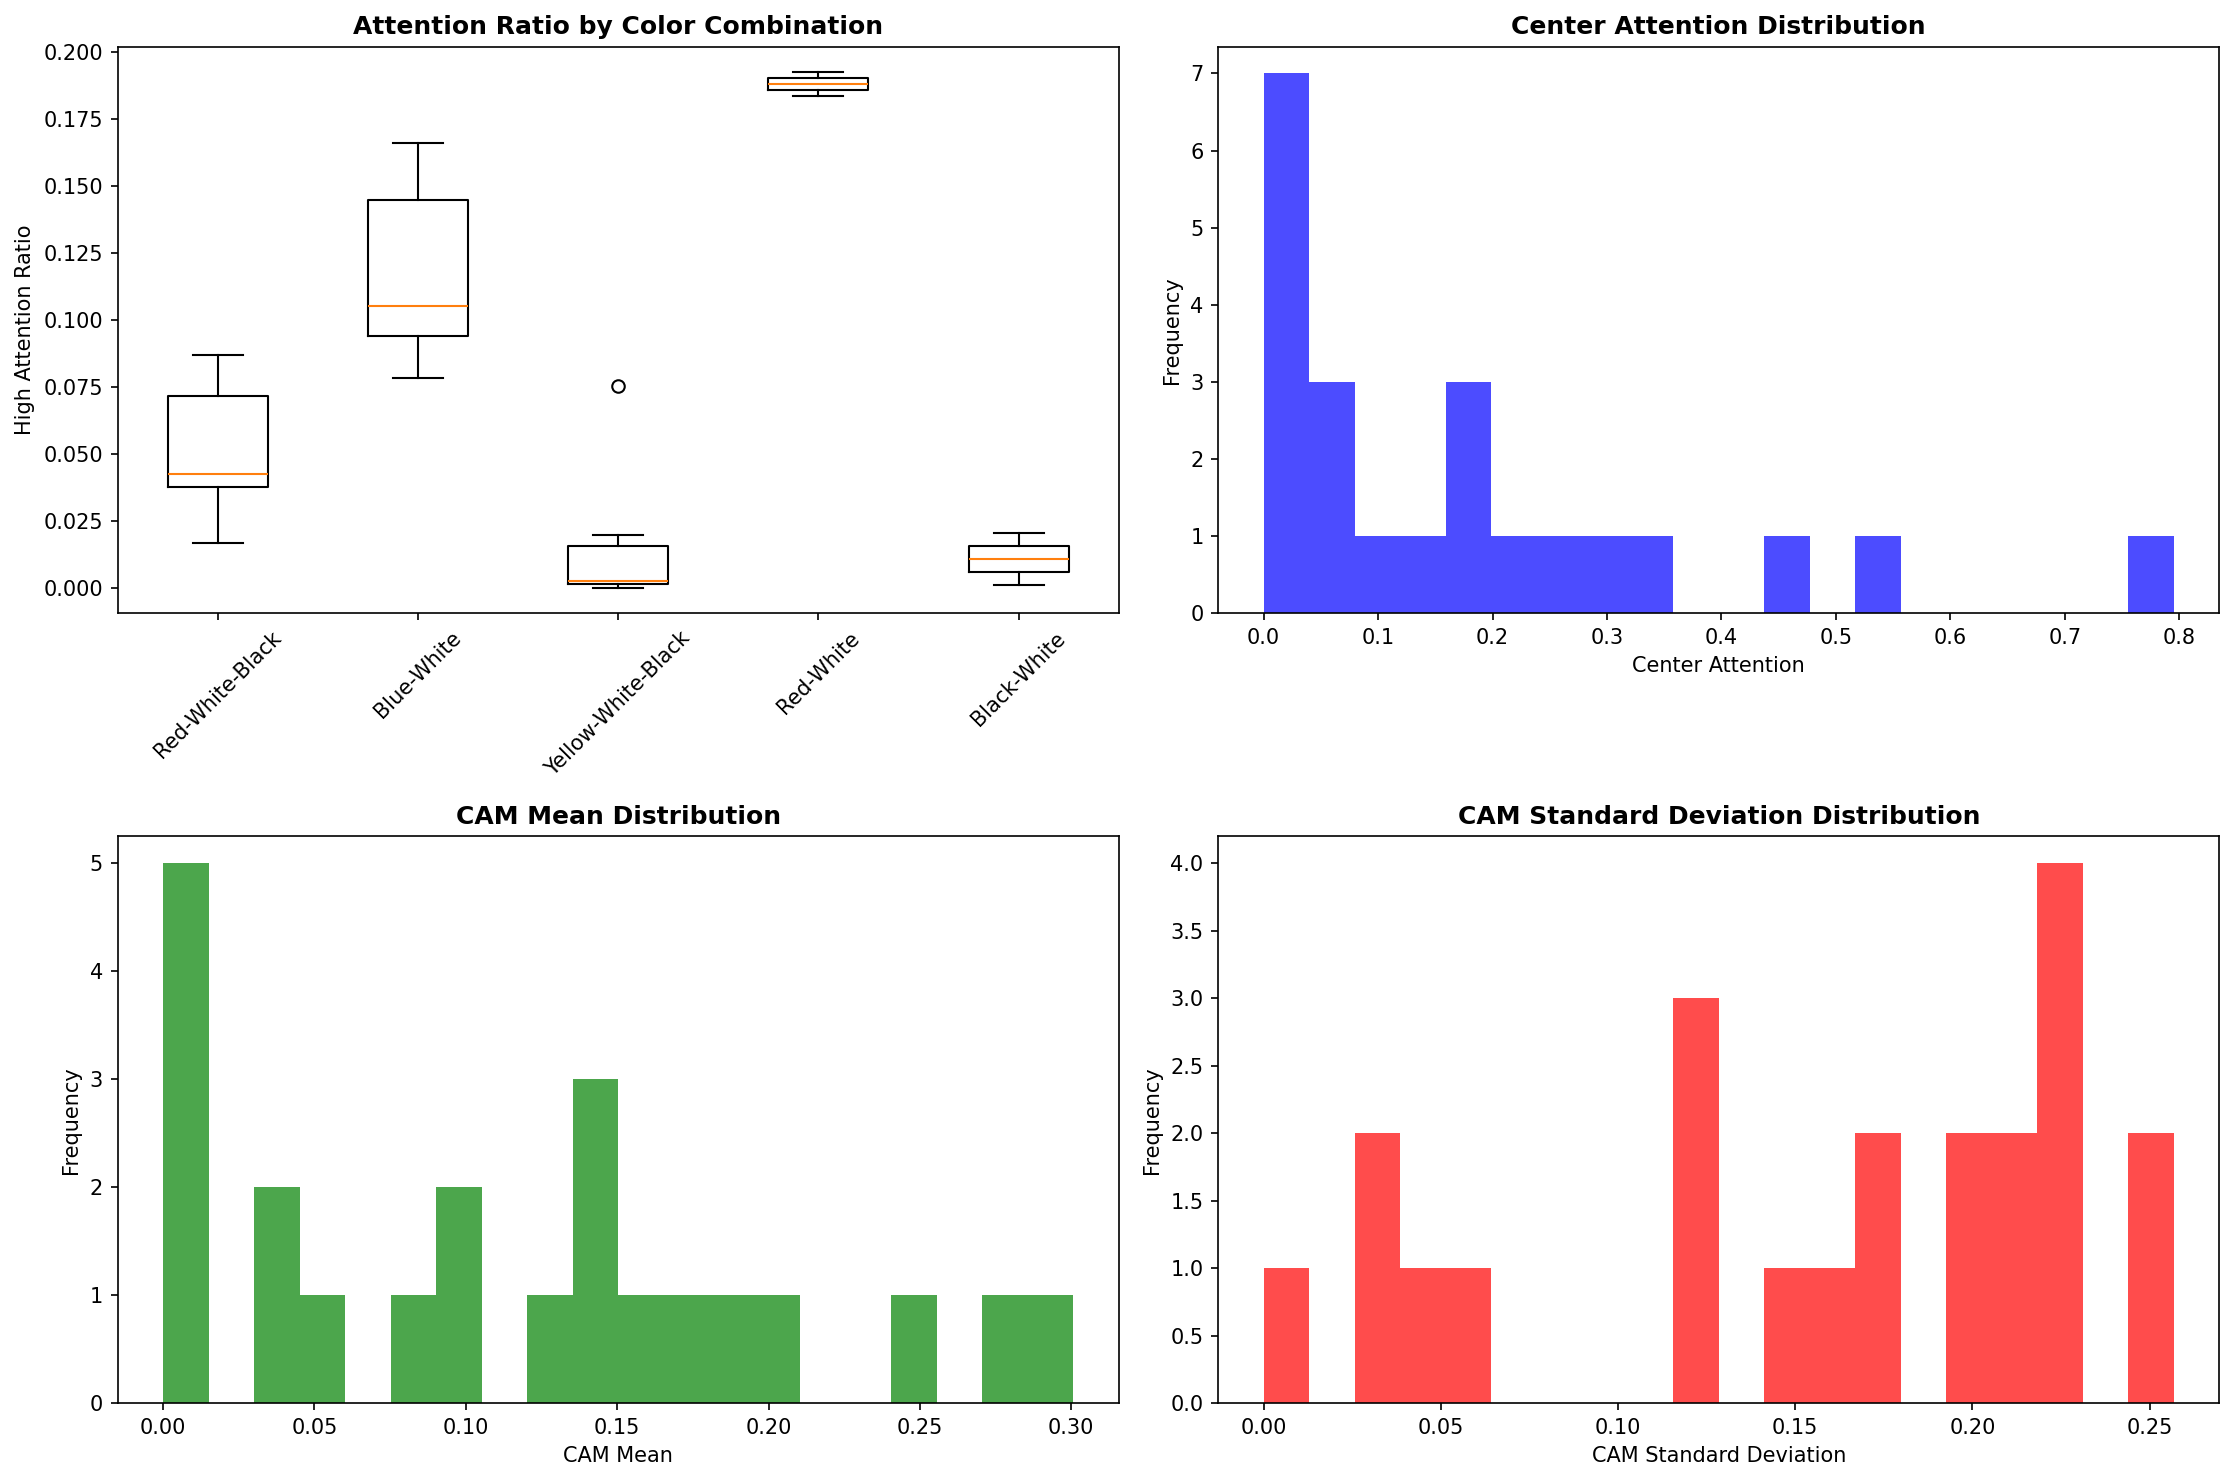 Attention Ratio by Color Combination
High Attention Ratio
0.200
0.175
0.150
0.125
0.100
0.075
0.050
0.025
0.000
Red-White-Black
Blue-White
Yellow-White-Black
Red-White
Black-White
Center Attention Distribution
Frequency
7
6
5
4
3
2
1
0
0.0 0.1 0.2 0.3 0.4 0.5 0.6 0.7 0.8
Center Attention
CAM Mean Distribution
Frequency
5
4
3
2
1
0
0.00 0.05 0.10 0.15 0.20 0.25 0.30
CAM Mean
CAM Standard Deviation Distribution
Frequency
4.0
3.5
3.0
2.5
2.0
1.5
1.0
0.5
0.0
0.00 0.05 0.10 0.15 0.20 0.25
CAM Standard Deviation